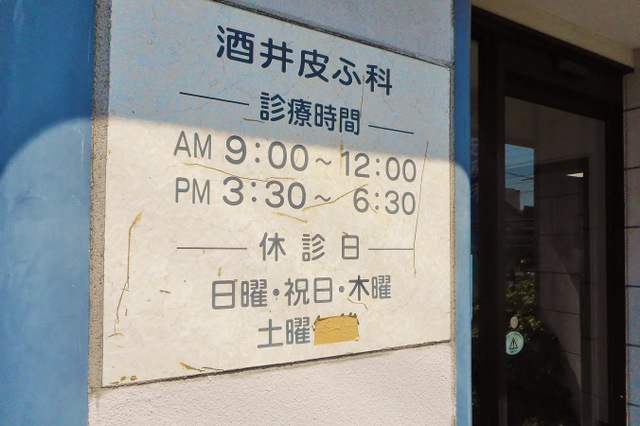 酒井皮ふ科
診療時間
AM 9:00～12:00
PM 3:30～ 6:30
休診日
日曜・祝日・木曜
土曜